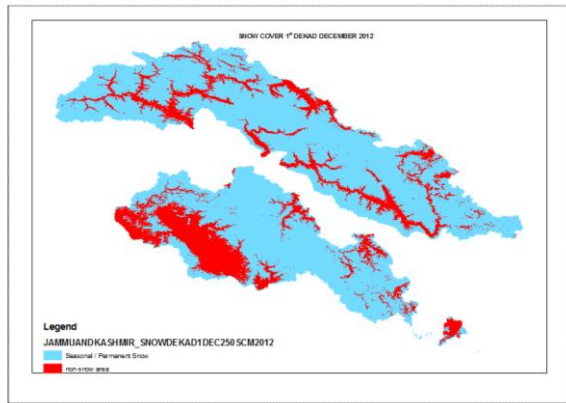 SNOW COVER 1ST DEKAD DECEMBER 2012
Legend
JAMMUANDKASHMIR_SNOWDEKAD1DEC250SCM2012
Seasonal / Permanent Snow
non-snow area